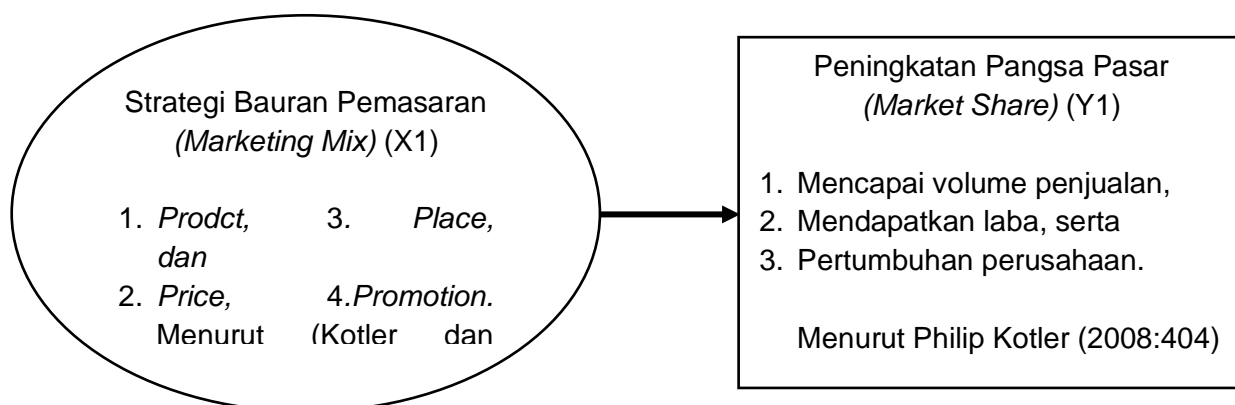 Strategi Bauran Pemasaran
(Marketing Mix) (X1)
1. Prodct, 3. Place,
dan
2. Price, 4.Promotion.
Menurut (Kotler dan
Peningkatan Pangsa Pasar
(Market Share) (Y1)
1. Mencapai volume penjualan,
2. Mendapatkan laba, serta
3. Pertumbuhan perusahaan.
Menurut Philip Kotler (2008:404)